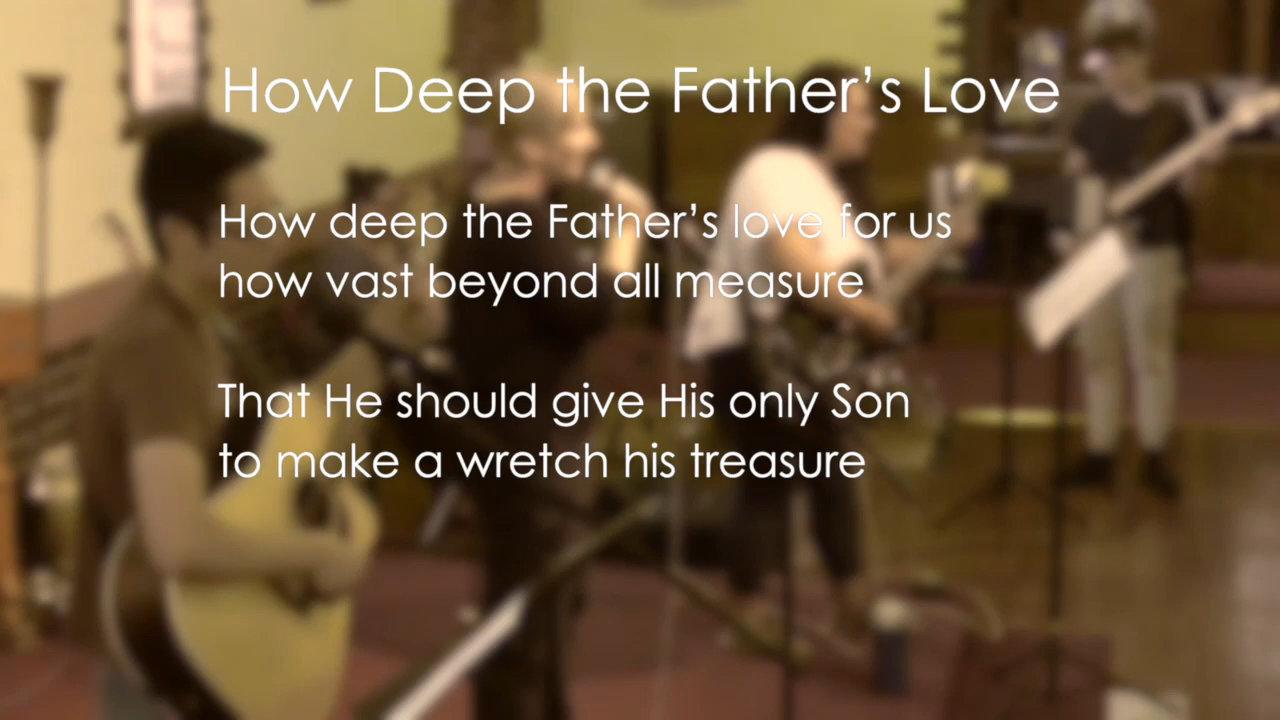 How Deep the Father’s Love
How deep the Father’s love for us
how vast beyond all measure
That He should give His only Son
to make a wretch his treasure